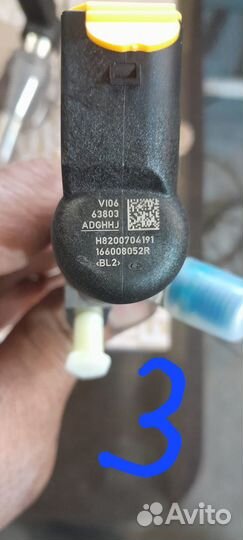 VI06
63803
ADGHHJ
H8200704191
166008052R
‹BL2›
3
Avito